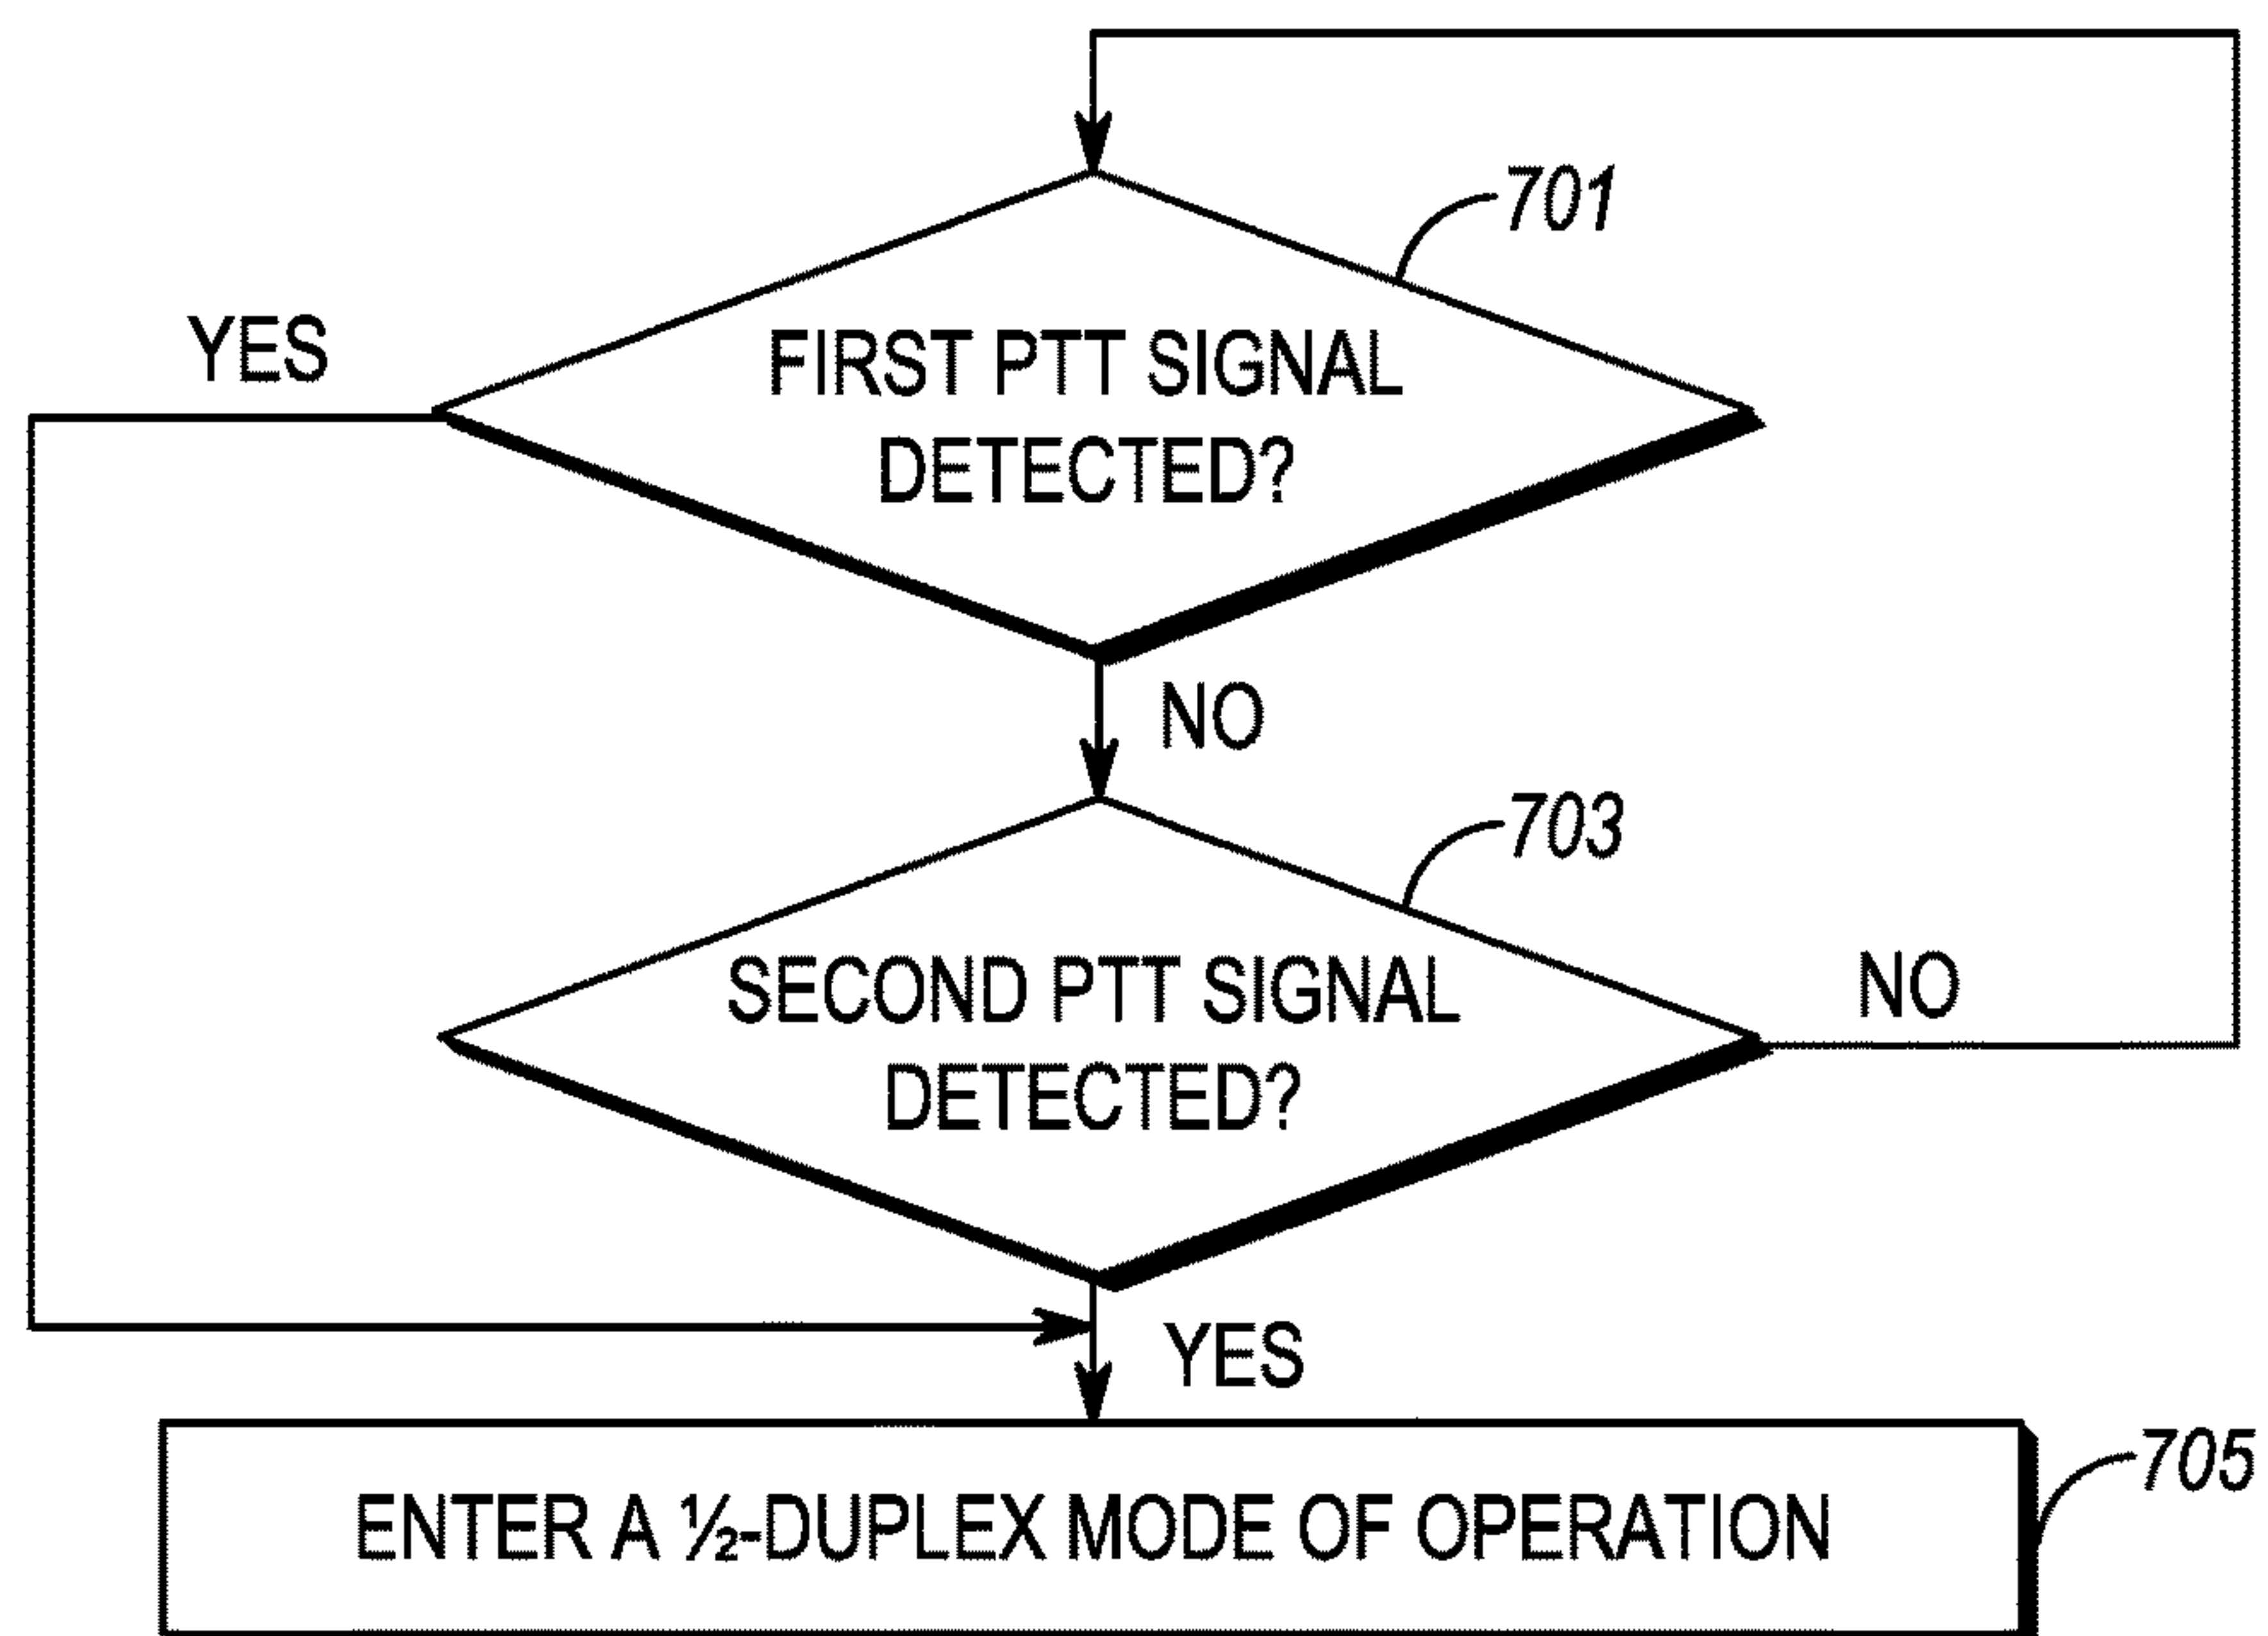 701
YES
FIRST PTT SIGNAL
DETECTED?
NO
703
SECOND PTT SIGNAL
DETECTED?
NO
YES
ENTER A ½-DUPLEX MODE OF OPERATION
705